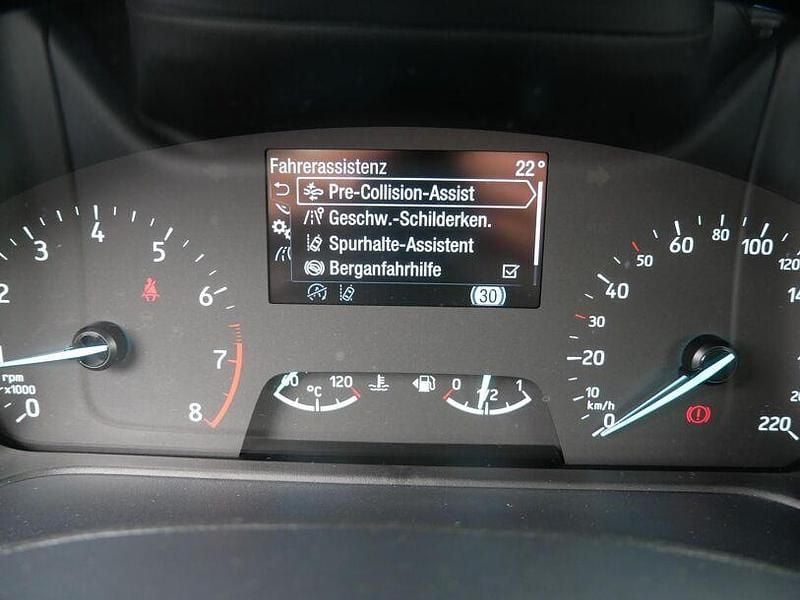 Fahrerassistenz 22°
Pre-Collision-Assist
Geschw.-Schilderken.
Spurhalte-Assistent
Berganfahrhilfe
30
2 3 4 5 6 7 8
rpm
x1000
0
°C 120
0 1/2 1
0 10 20 30 40 50 60 80 100 120
km/h
220